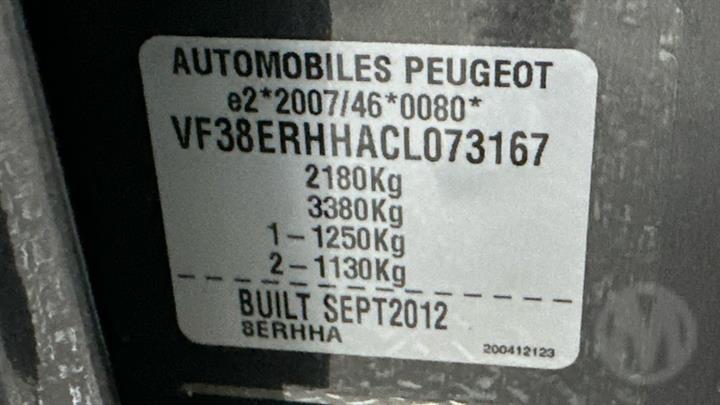 AUTOMOBILES PEUGEOT
e2*2007/46*0080*
VF38ERHHACL073167
2180Kg
3380Kg
1-1250Kg
2-1130Kg
BUILT SEPT2012
8ERHHA
200412123